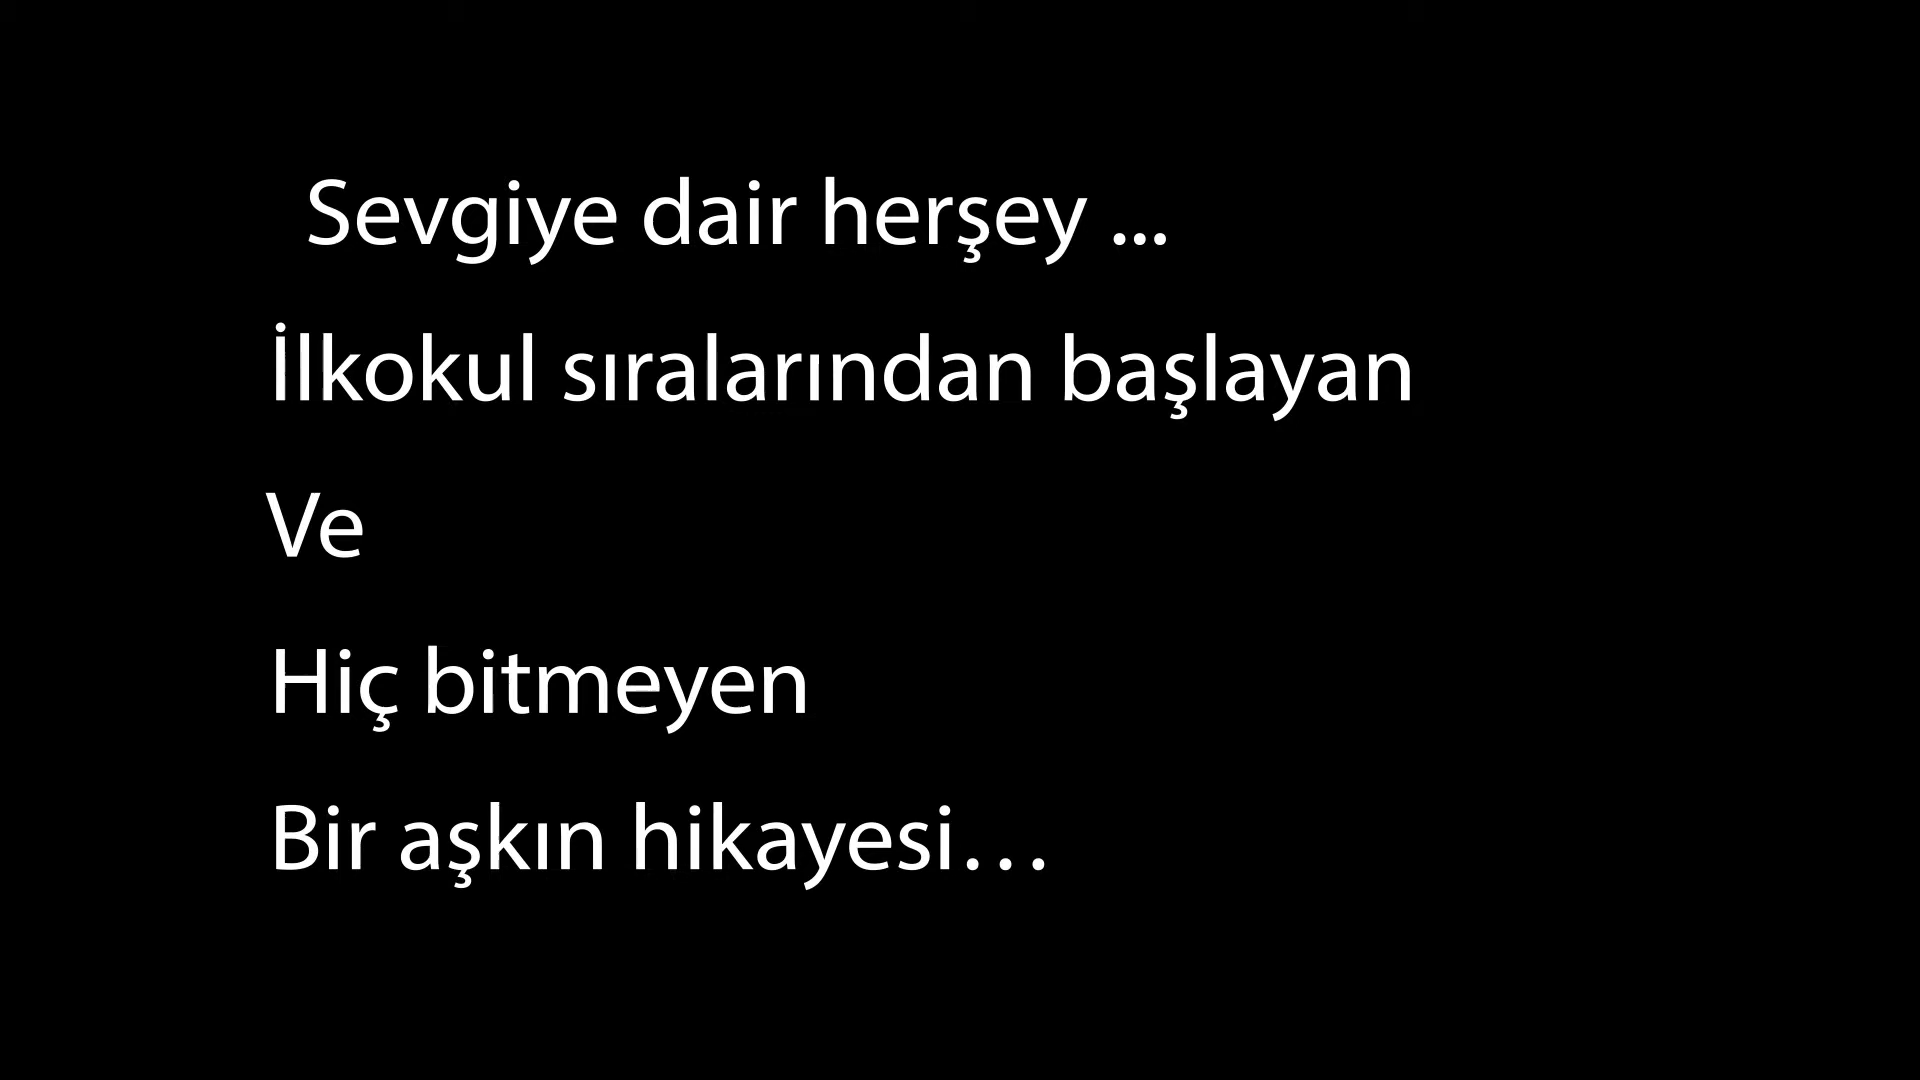 Sevgiye dair herşey ...
İlkokul sıralarından başlayan
Ve
Hiç bitmeyen
Bir aşkın hikayesi…